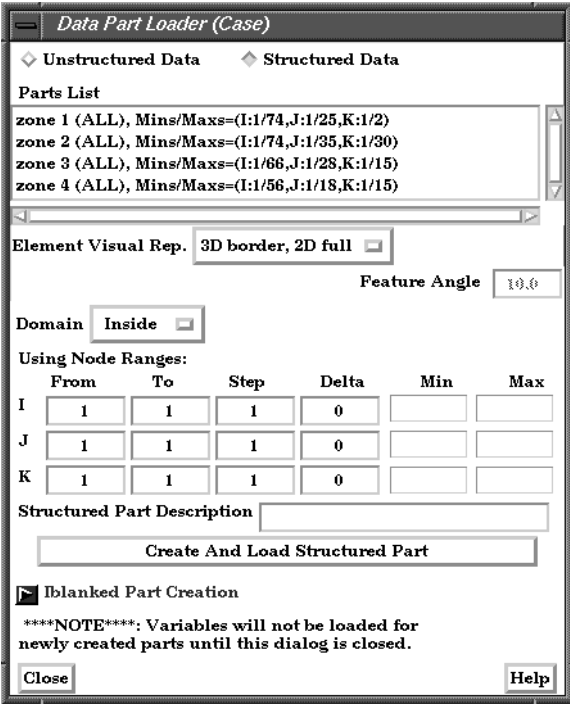 Data Part Loader (Case)
Unstructured Data Structured Data
Parts List
zone 1 (ALL), Mins/Maxs=(I:1/74,J:1/25,K:1/2)
zone 2 (ALL), Mins/Maxs=(I:1/74,J:1/35,K:1/30)
zone 3 (ALL), Mins/Maxs=(I:1/66,J:1/28,K:1/15)
zone 4 (ALL), Mins/Maxs=(I:1/56,J:1/18,K:1/15)
Element Visual Rep. 3D border, 2D full
Feature Angle 10.0
Domain Inside
Using Node Ranges:
From To Step Delta Min Max
I 1 1 1 0
J 1 1 1 0
K 1 1 1 0
Structured Part Description
Create And Load Structured Part
Iblanked Part Creation
****NOTE****: Variables will not be loaded for
newly created parts until this dialog is closed.
Close Help